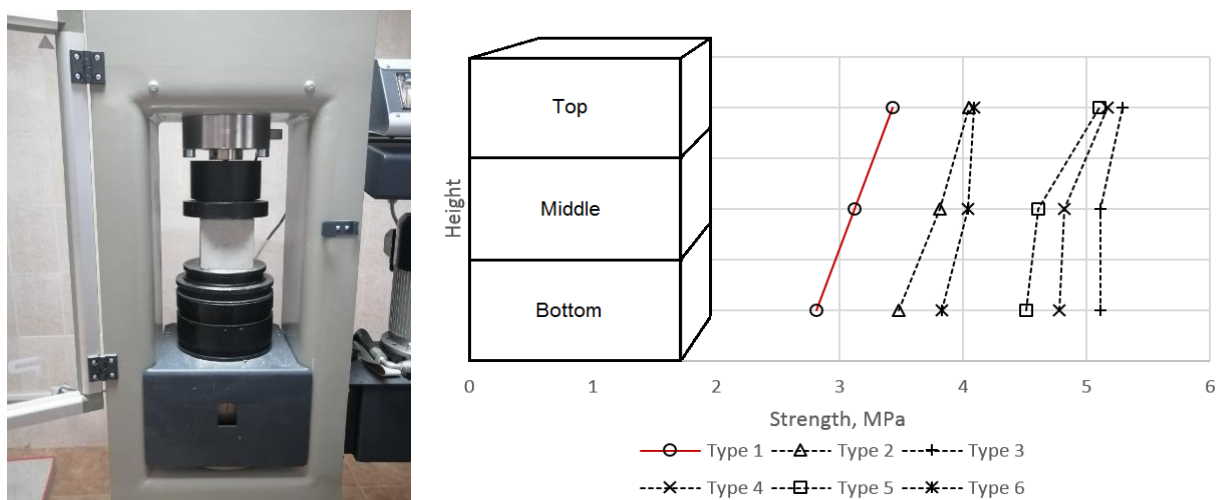 Top
Middle
Bottom
Height
0 1 2 3 4 5 6
Strength, MPa
Type 1 Type 2 Type 3
Type 4 Type 5 Type 6